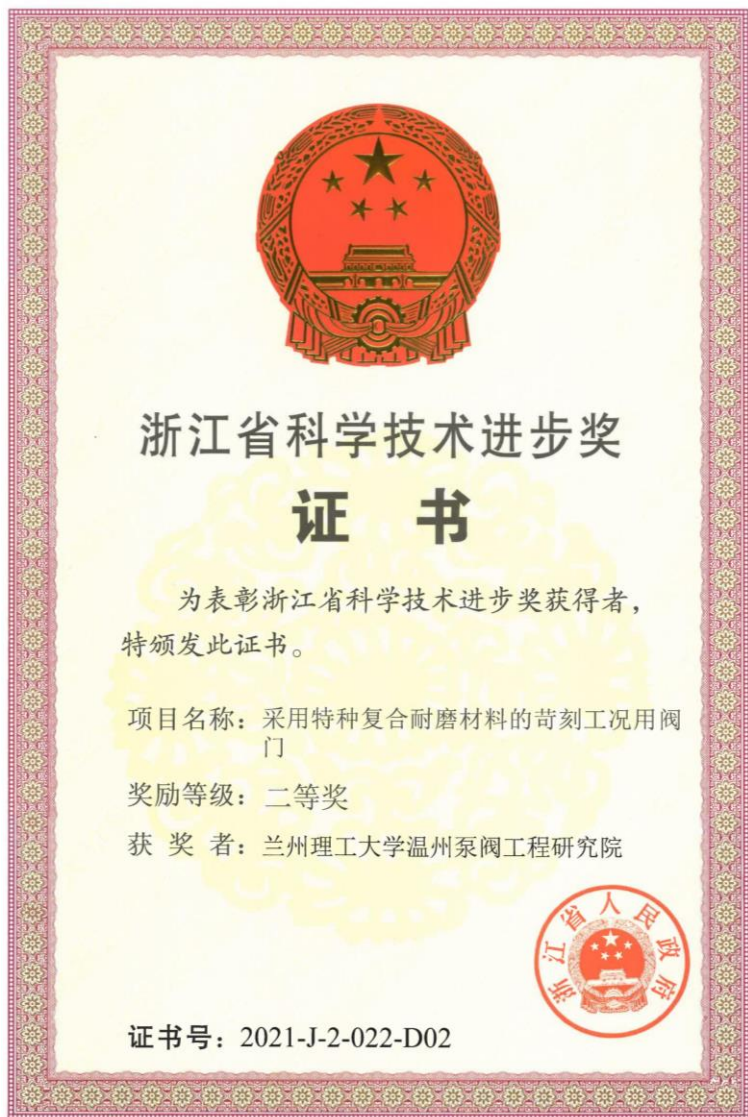 浙江省科学技术进步奖
证 书
为表彰浙江省科学技术进步奖获得者，
特颁发此证书。
项目名称：采用特种复合耐磨材料的苛刻工况用阀
门
奖励等级：二等奖
获 奖 者：兰州理工大学温州泵阀工程研究院
浙江省人民政府
证书号：2021-J-2-022-D02